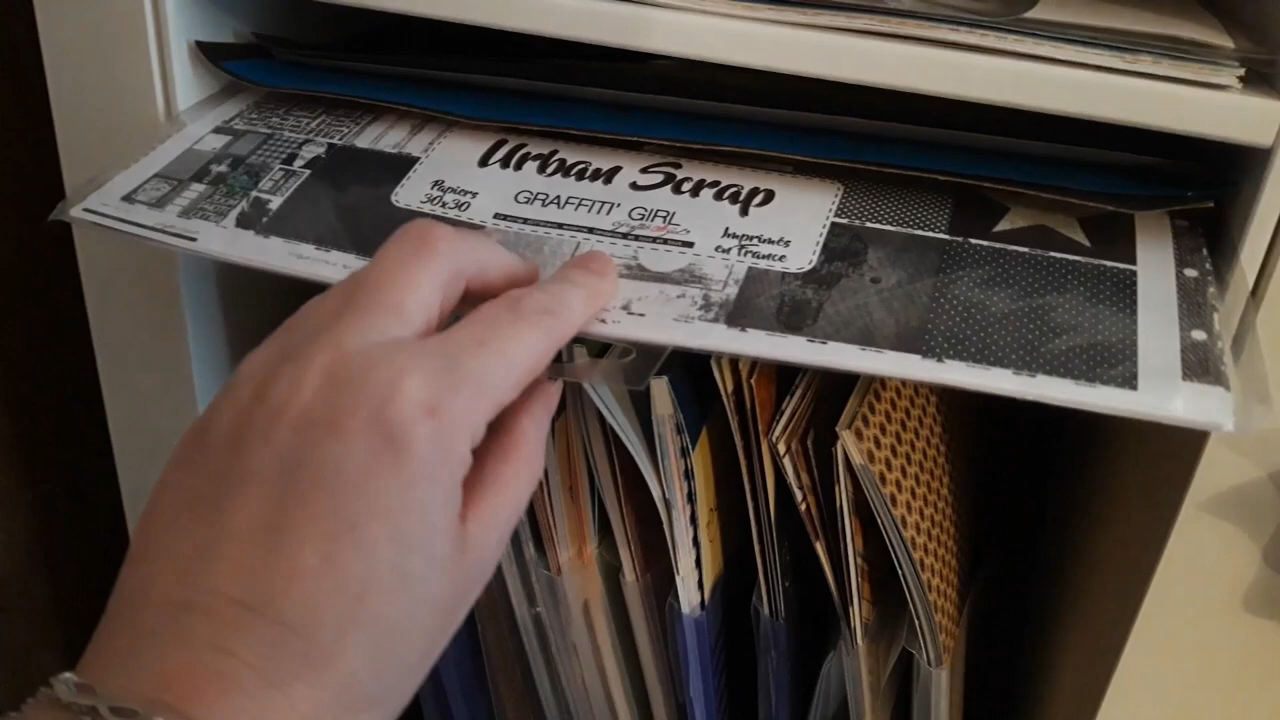 Urban Scrap
GRAFFITI' GIRL
Papiers
30x30
Imprimés
en France